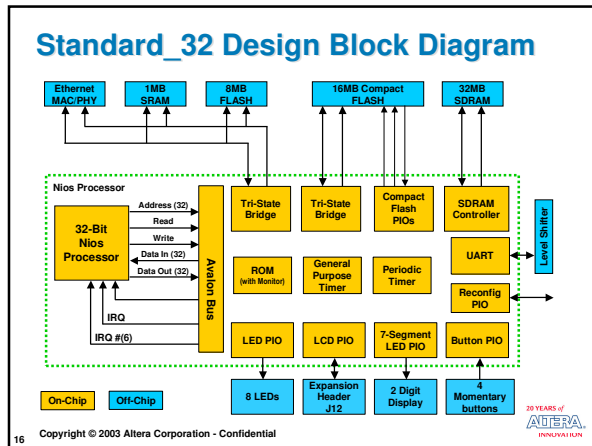 Standard_32 Design Block Diagram
Ethernet
MAC/PHY
1MB
SRAM
8MB
FLASH
16MB Compact
FLASH
32MB
SDRAM
Nios Processor
32-Bit
Nios
Processor
Address (32)
Read
Write
Data In (32)
Data Out (32)
IRQ
IRQ #(6)
Avalon Bus
Tri-State
Bridge
Tri-State
Bridge
Compact
Flash
PIOs
SDRAM
Controller
Level Shifter
UART
ROM
(with Monitor)
General
Purpose
Timer
Periodic
Timer
Reconfig
PIO
LED PIO
LCD PIO
7-Segment
LED PIO
Button PIO
On-Chip
Off-Chip
8 LEDs
Expansion
Header
J12
2 Digit
Display
4
Momentary
buttons
20 YEARS of
ALTERA
INNOVATION
16
Copyright © 2003 Altera Corporation - Confidential